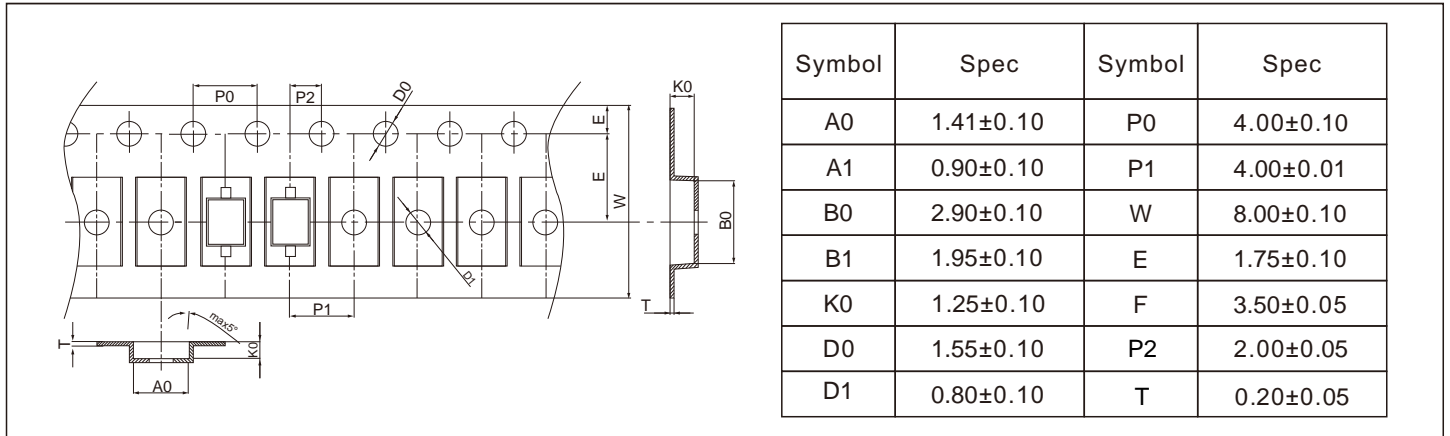 P0
P2
D0
E
E
W
K0
B0
T
D1
P1
max5°
T
K0
A0
Symbol Spec Symbol Spec
A0 1.41±0.10 P0 4.00±0.10
A1 0.90±0.10 P1 4.00±0.01
B0 2.90±0.10 W 8.00±0.10
B1 1.95±0.10 E 1.75±0.10
K0 1.25±0.10 F 3.50±0.05
D0 1.55±0.10 P2 2.00±0.05
D1 0.80±0.10 T 0.20±0.05